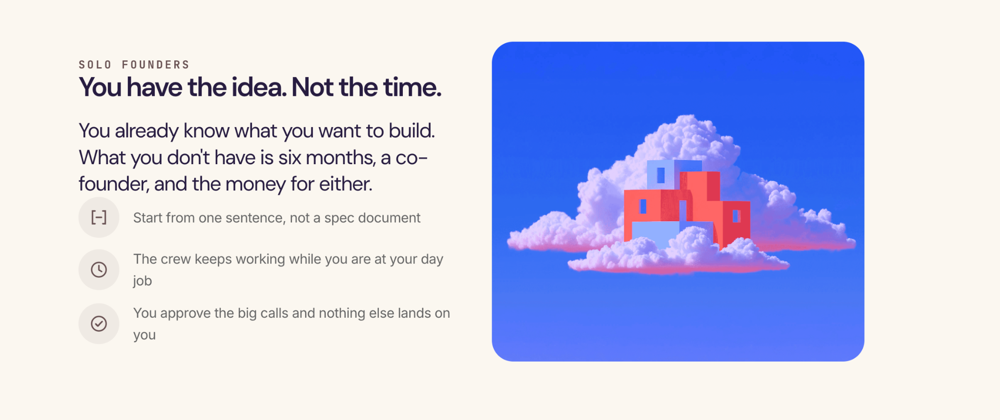 SOLO FOUNDERS
You have the idea. Not the time.
You already know what you want to build.
What you don't have is six months, a co-
founder, and the money for either.
Start from one sentence, not a spec document
The crew keeps working while you are at your day
job
You approve the big calls and nothing else lands on
you